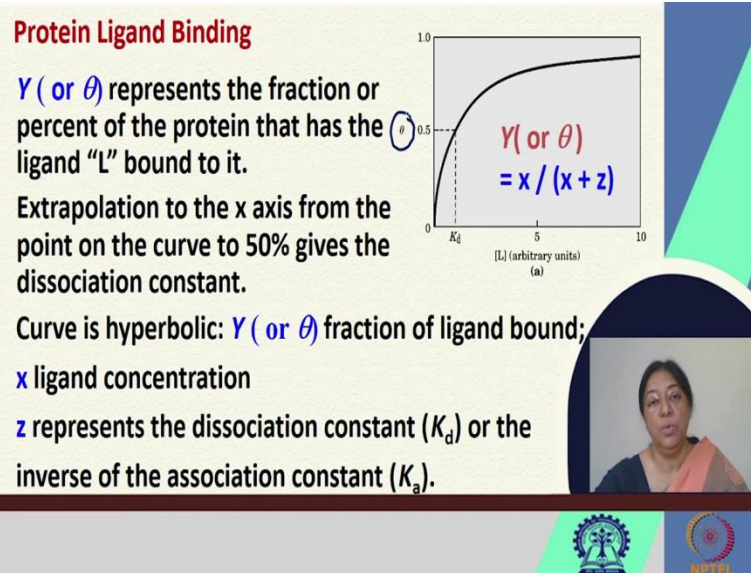 Protein Ligand Binding
Y ( or θ) represents the fraction or
percent of the protein that has the
ligand “L” bound to it.
Extrapolation to the x axis from the
point on the curve to 50% gives the
dissociation constant.
1.0
θ 0.5
0
Kd
5
10
[L] (arbitrary units)
(a)
Y( or θ)
= x / (x + z)
Curve is hyperbolic: Y ( or θ) fraction of ligand bound;
x ligand concentration
z represents the dissociation constant (Kd) or the
inverse of the association constant (Ka).
NPTEL